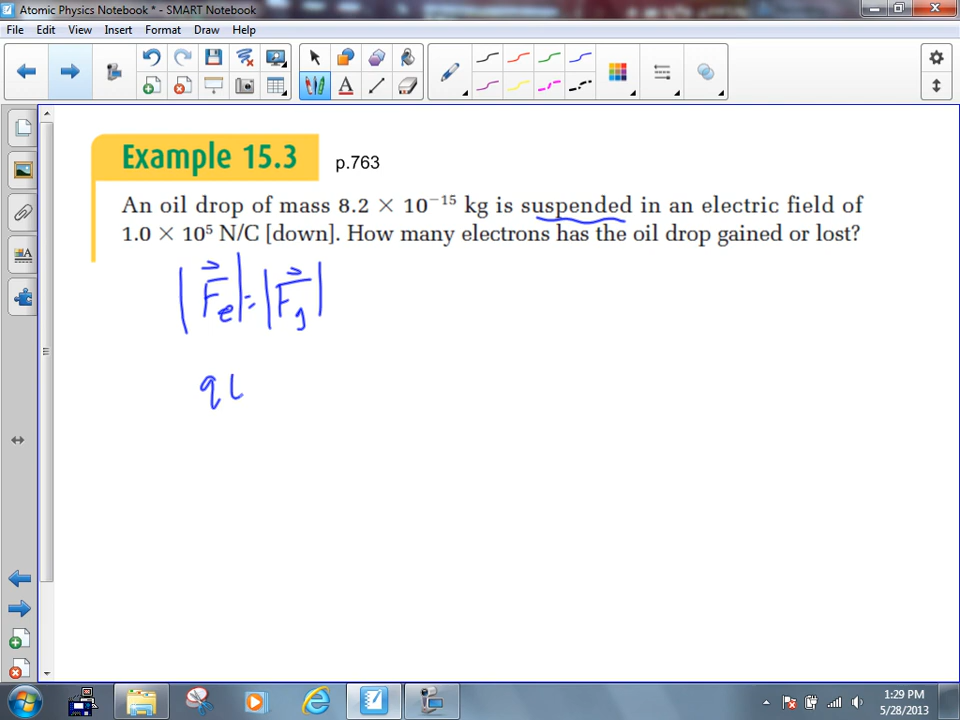 Atomic Physics Notebook * - SMART Notebook
File Edit View Insert Format Draw Help
Example 15.3 p.763
An oil drop of mass 8.2 × 10⁻¹⁵ kg is suspended in an electric field of
1.0 × 10⁵ N/C [down]. How many electrons has the oil drop gained or lost?
|F⃗e| = |F⃗g|
q
1:29 PM
5/28/2013